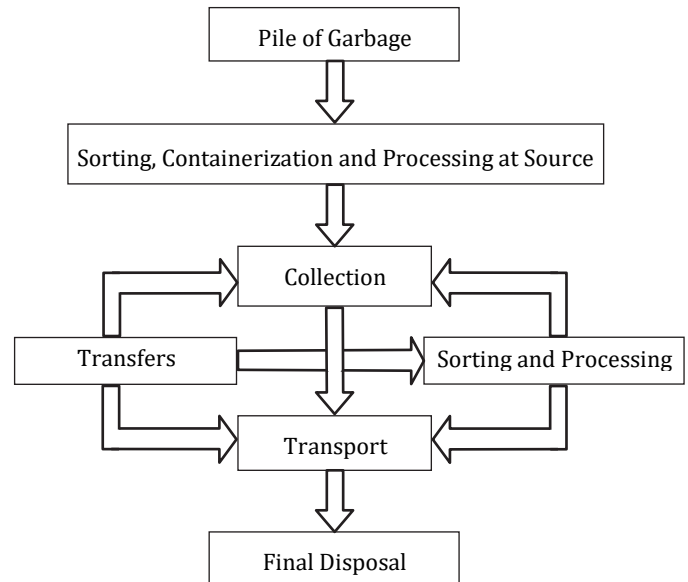 Pile of Garbage
Sorting, Containerization and Processing at Source
Collection
Transfers
Sorting and Processing
Transport
Final Disposal